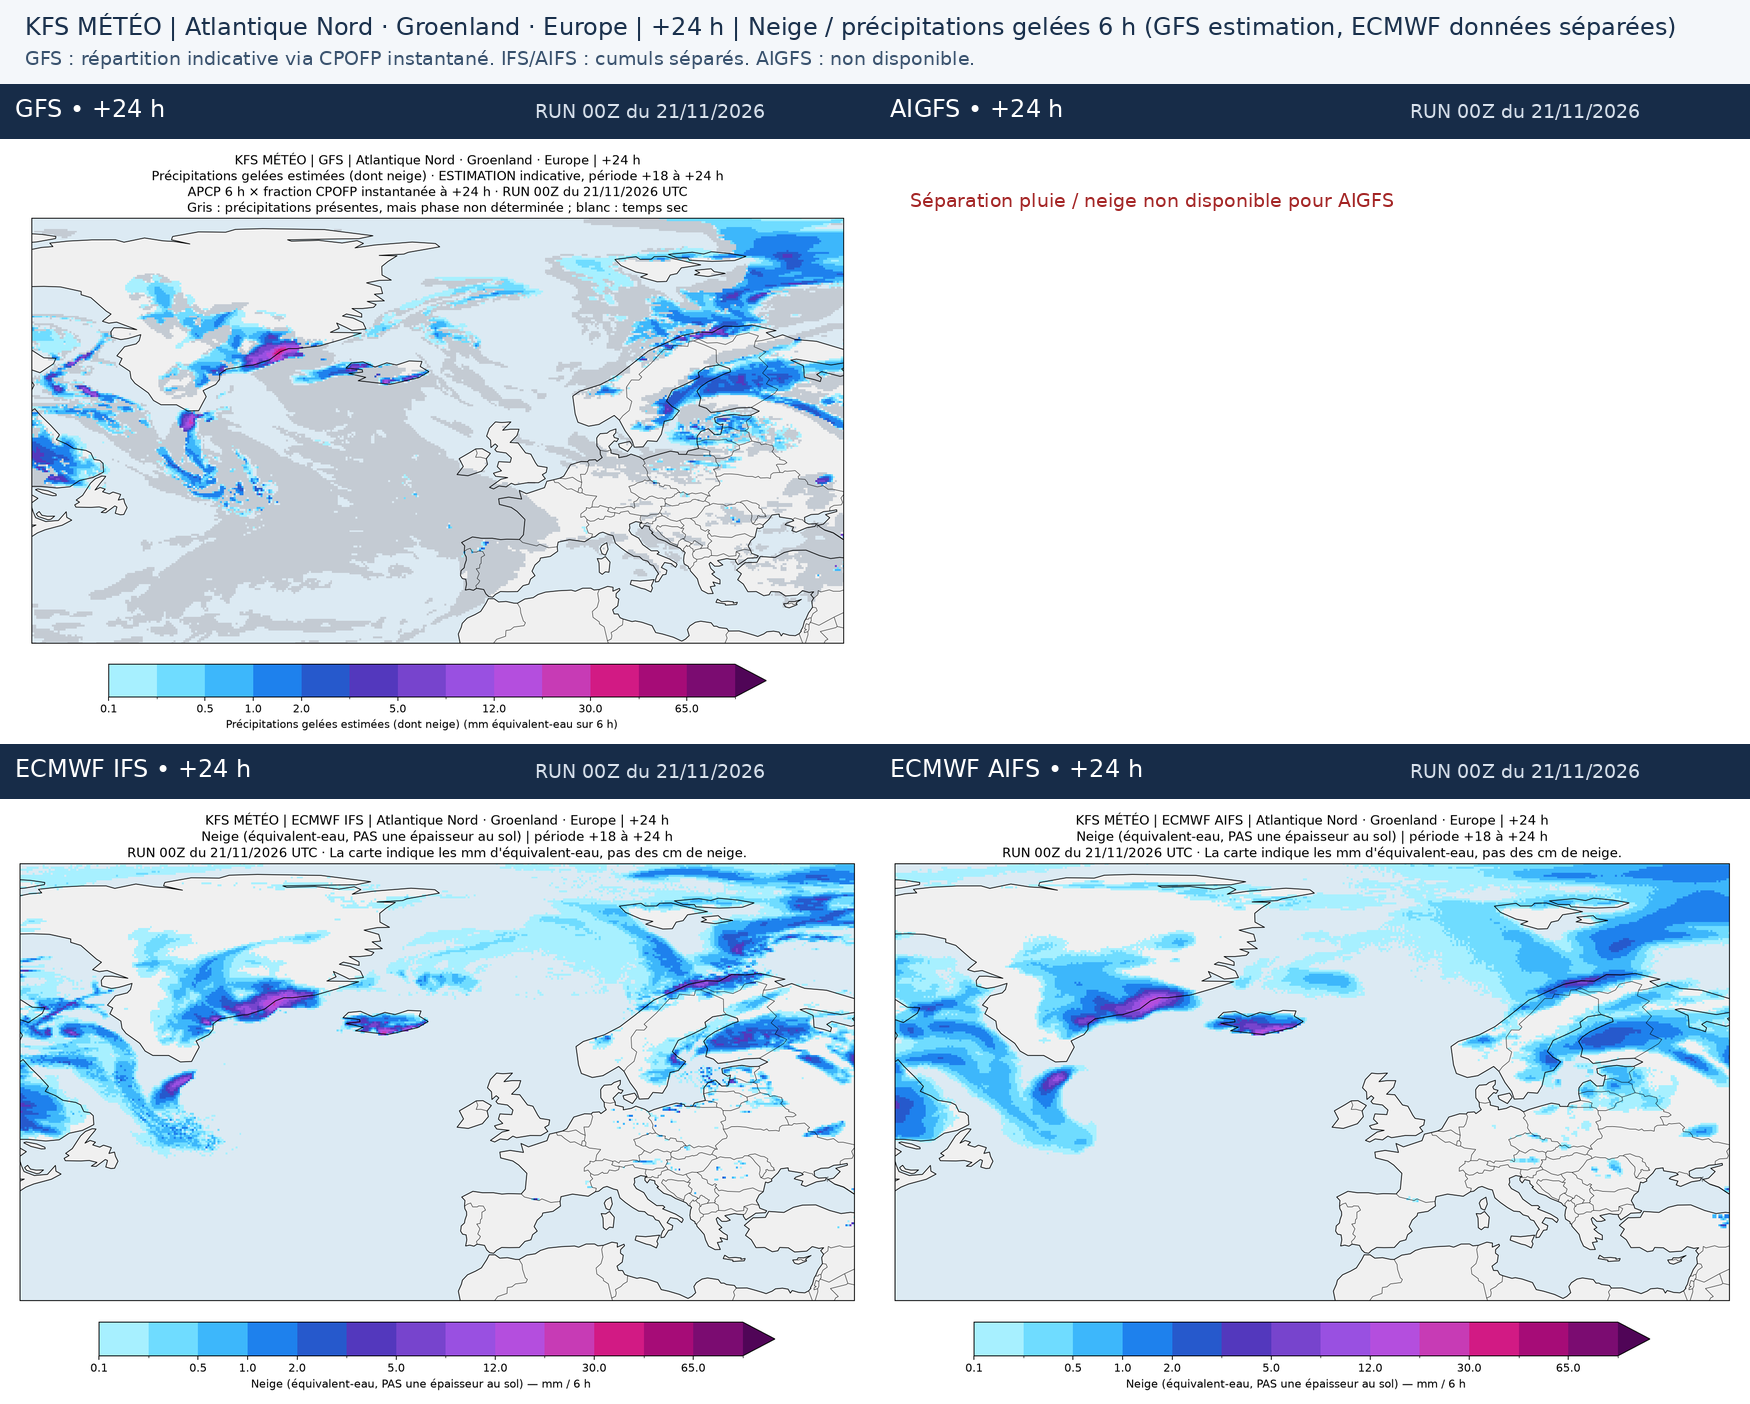 KFS MÉTÉO | Atlantique Nord · Groenland · Europe | +24 h | Neige / précipitations gelées 6 h (GFS estimation, ECMWF données séparées)
GFS : répartition indicative via CPOFP instantané. IFS/AIFS : cumuls séparés. AIGFS : non disponible.
GFS • +24 h
RUN 00Z du 21/11/2026
AIGFS • +24 h
RUN 00Z du 21/11/2026
KFS MÉTÉO | GFS | Atlantique Nord · Groenland · Europe | +24 h
Précipitations gelées estimées (dont neige) · ESTIMATION indicative, période +18 à +24 h
APCP 6 h × fraction CPOFP instantanée à +24 h · RUN 00Z du 21/11/2026 UTC
Gris : précipitations présentes, mais phase non déterminée ; blanc : temps sec
Séparation pluie / neige non disponible pour AIGFS
0.1 0.5 1.0 2.0 5.0 12.0 30.0 65.0
Précipitations gelées estimées (dont neige) (mm équivalent-eau sur 6 h)
ECMWF IFS • +24 h
RUN 00Z du 21/11/2026
ECMWF AIFS • +24 h
RUN 00Z du 21/11/2026
KFS MÉTÉO | ECMWF IFS | Atlantique Nord · Groenland · Europe | +24 h
Neige (équivalent-eau, PAS une épaisseur au sol) | période +18 à +24 h
RUN 00Z du 21/11/2026 UTC · La carte indique les mm d'équivalent-eau, pas des cm de neige.
KFS MÉTÉO | ECMWF AIFS | Atlantique Nord · Groenland · Europe | +24 h
Neige (équivalent-eau, PAS une épaisseur au sol) | période +18 à +24 h
RUN 00Z du 21/11/2026 UTC · La carte indique les mm d'équivalent-eau, pas des cm de neige.
0.1 0.5 1.0 2.0 5.0 12.0 30.0 65.0
Neige (équivalent-eau, PAS une épaisseur au sol) — mm / 6 h
0.1 0.5 1.0 2.0 5.0 12.0 30.0 65.0
Neige (équivalent-eau, PAS une épaisseur au sol) — mm / 6 h